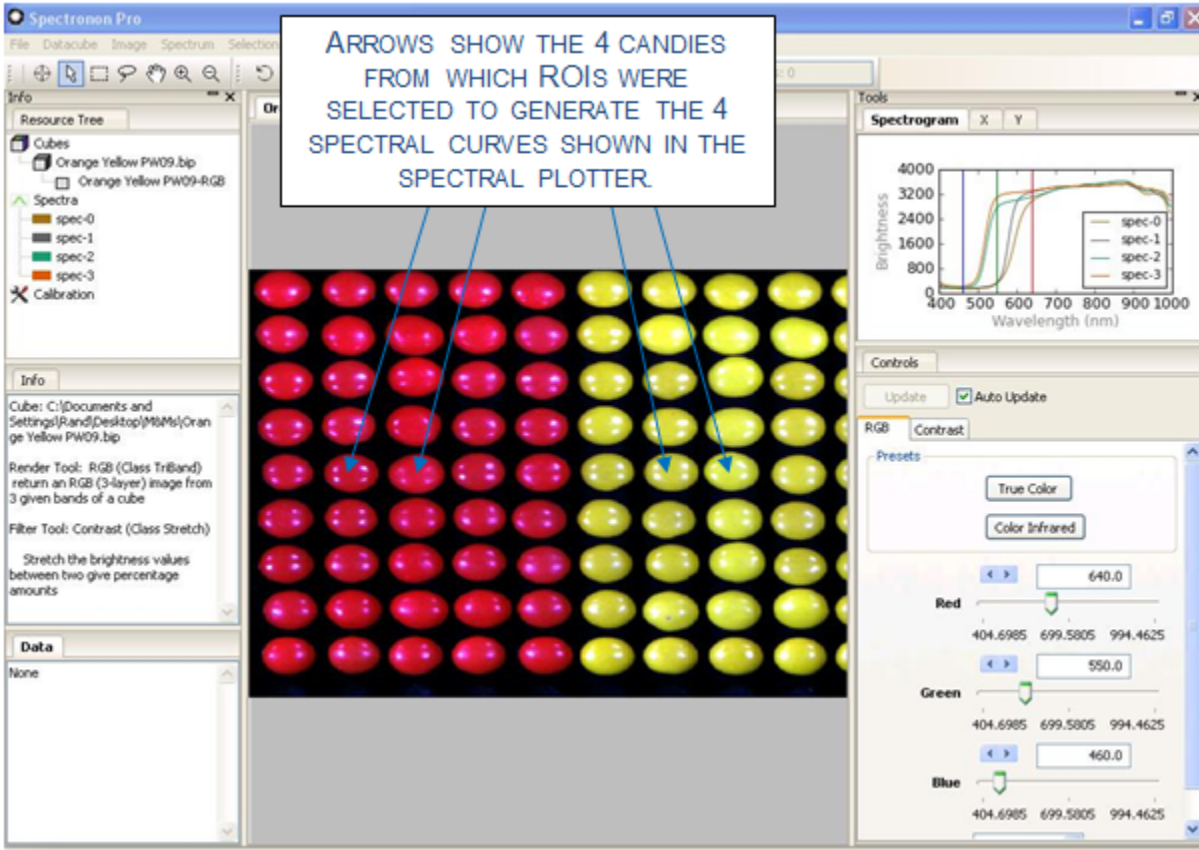 Spectronon Pro
File Datacube Image Spectrum Selection
ARROWS SHOW THE 4 CANDIES
FROM WHICH ROIS WERE
SELECTED TO GENERATE THE 4
SPECTRAL CURVES SHOWN IN THE
SPECTRAL PLOTTER.
: 0
Info
Resource Tree
Cubes
Orange Yellow PW09.bip
Orange Yellow PW09-RGB
Spectra
spec-0
spec-1
spec-2
spec-3
Calibration
Info
Cube: C:\Documents and
Settings\Rand\Desktop\M&Ms\Oran
ge Yellow PW09.bip
Render Tool: RGB (Class TriBand)
return an RGB (3-layer) image from
3 given bands of a cube
Filter Tool: Contrast (Class Stretch)
Stretch the brightness values
between two give percentage
amounts
Data
None
Or
Tools
Spectrogram X Y
4000
3200
2400
1600
800
0
Brightness
400 500 600 700 800 900 1000
Wavelength (nm)
spec-0
spec-1
spec-2
spec-3
Controls
Update Auto Update
RGB Contrast
Presets
True Color
Color Infrared
640.0
Red
404.6985 699.5805 994.4625
550.0
Green
404.6985 699.5805 994.4625
460.0
Blue
404.6985 699.5805 994.4625